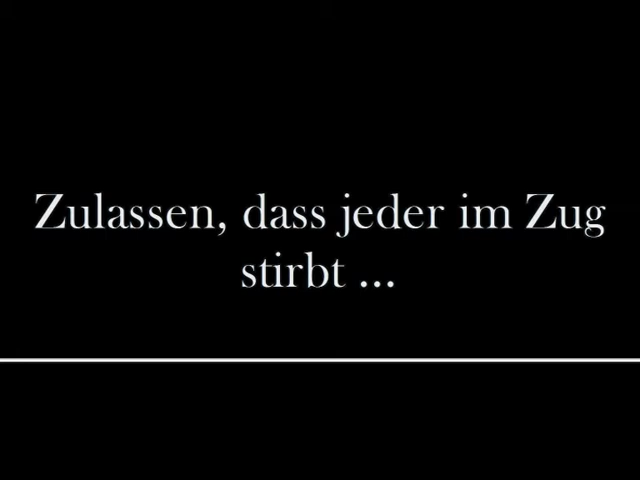 Zulassen, dass jeder im Zug
stirbt ...